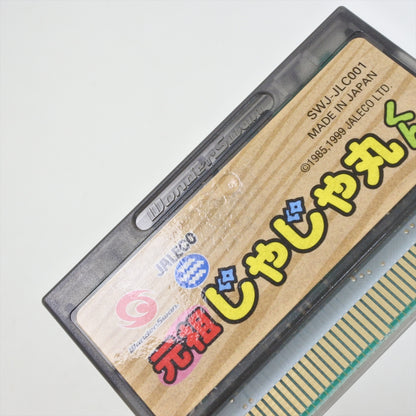 WonderSwan
SWJ-JLC001
MADE IN JAPAN
©1985,1999 JALECO LTD.
JALECO
WonderSwan
元祖じゃじゃ丸くん